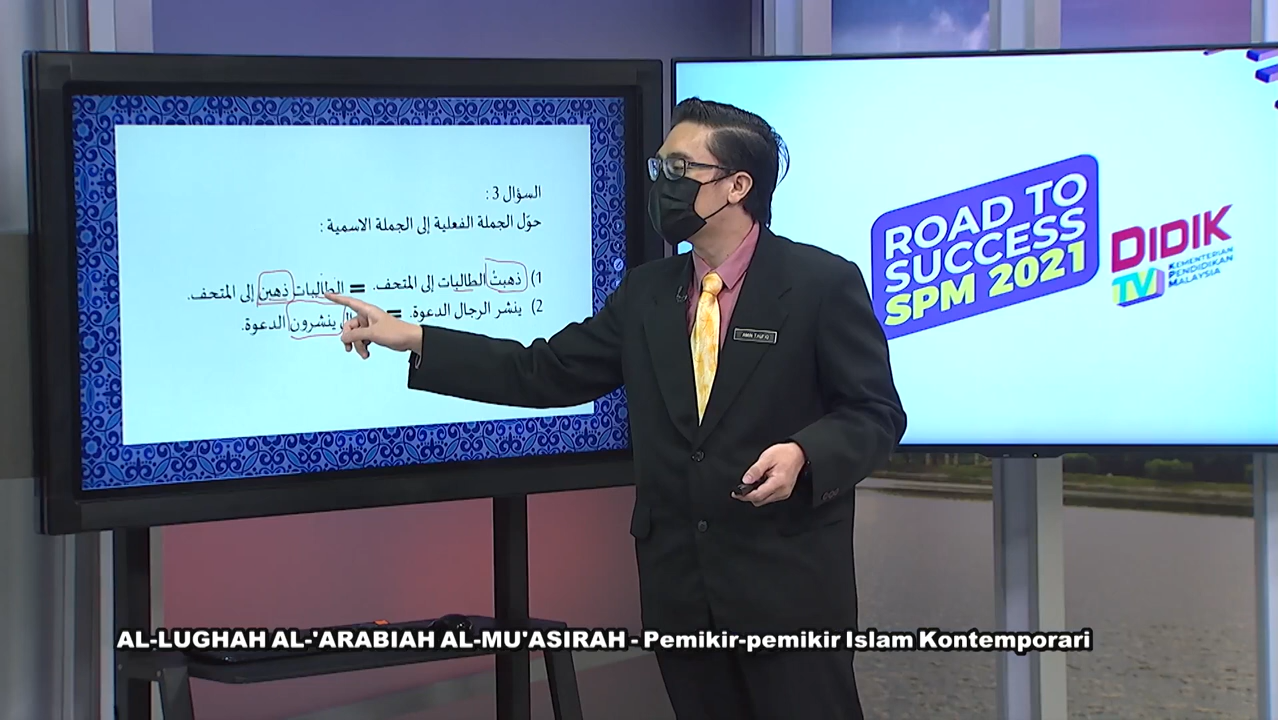 السؤال 3 :
حوّل الجملة الفعلية إلى الجملة الاسمية :
1) ذهبتْ الطالبات إلى المتحف. = الطالبات ذهبن إلى المتحف.
2) ينشر الرجال الدعوة. = ينشرون الدعوة.
ROAD TO
SUCCESS
SPM 2021
DIDIK
TV
KEMENTERIAN
PENDIDIKAN
MALAYSIA
AMIN TAUFIQ
AL-LUGHAH AL-'ARABIAH AL-MU'ASIRAH - Pemikir-pemikir Islam Kontemporari